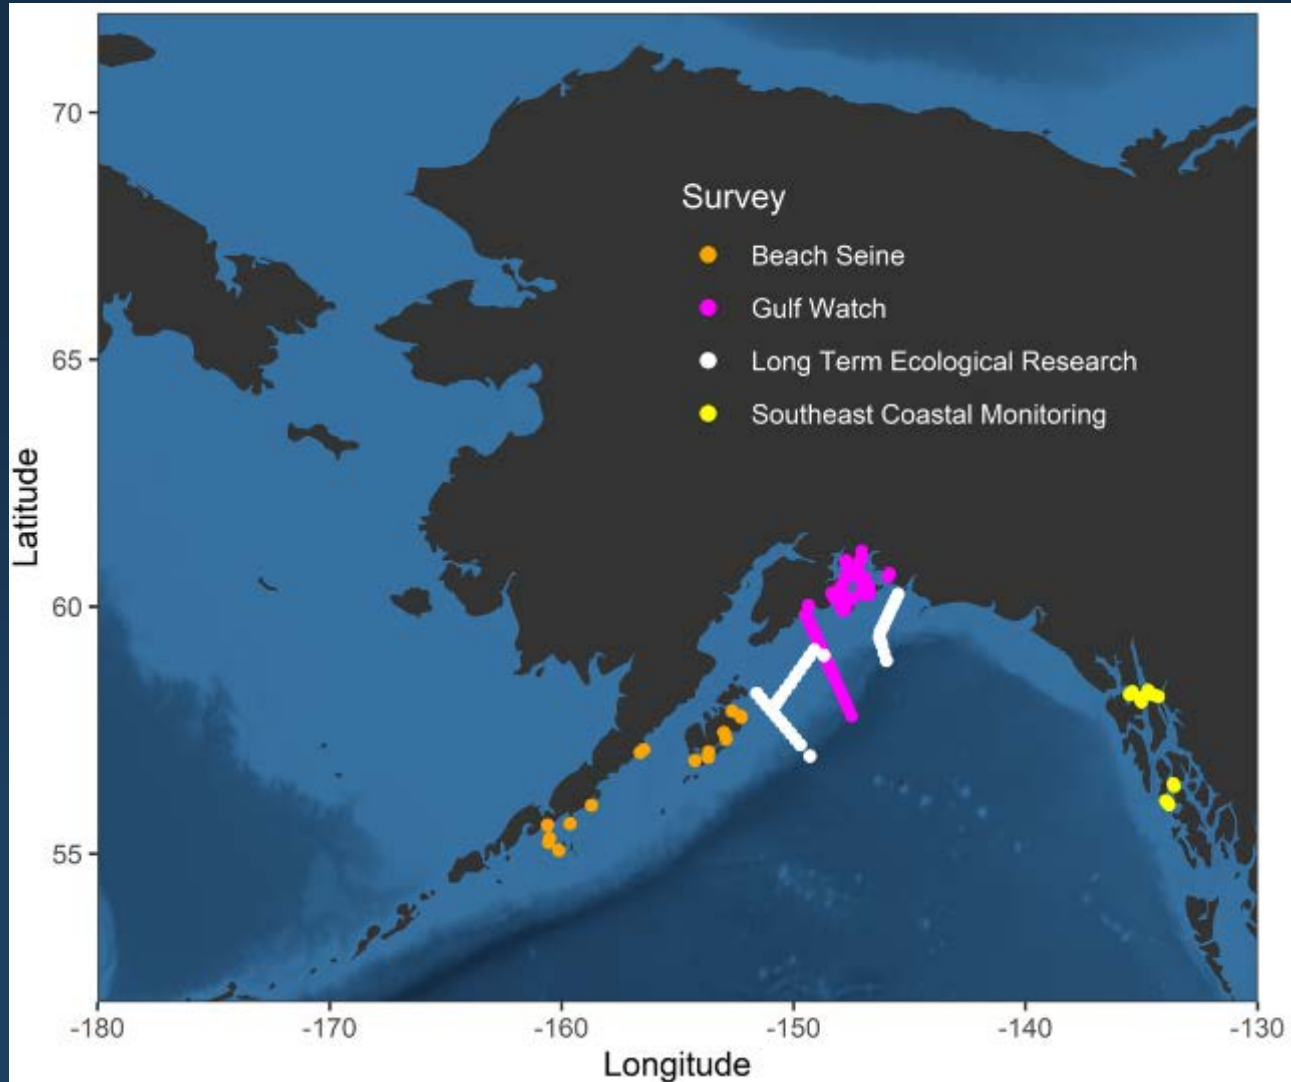 Survey
Beach Seine
Gulf Watch
Long Term Ecological Research
Southeast Coastal Monitoring
Latitude
70
65
60
55
-180
-170
-160
-150
-140
-130
Longitude